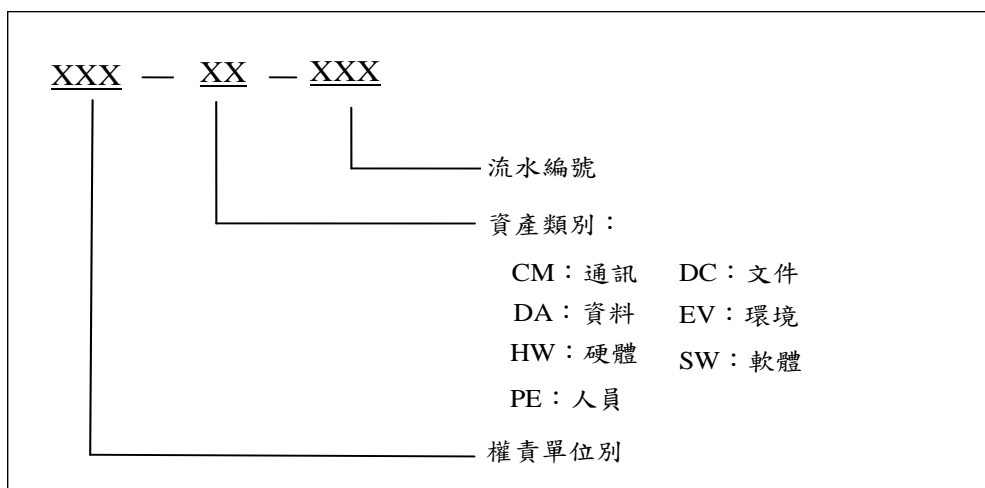 XXX — XX — XXX
流水編號
資產類別：
CM：通訊 DC：文件
DA：資料 EV：環境
HW：硬體 SW：軟體
PE：人員
權責單位別